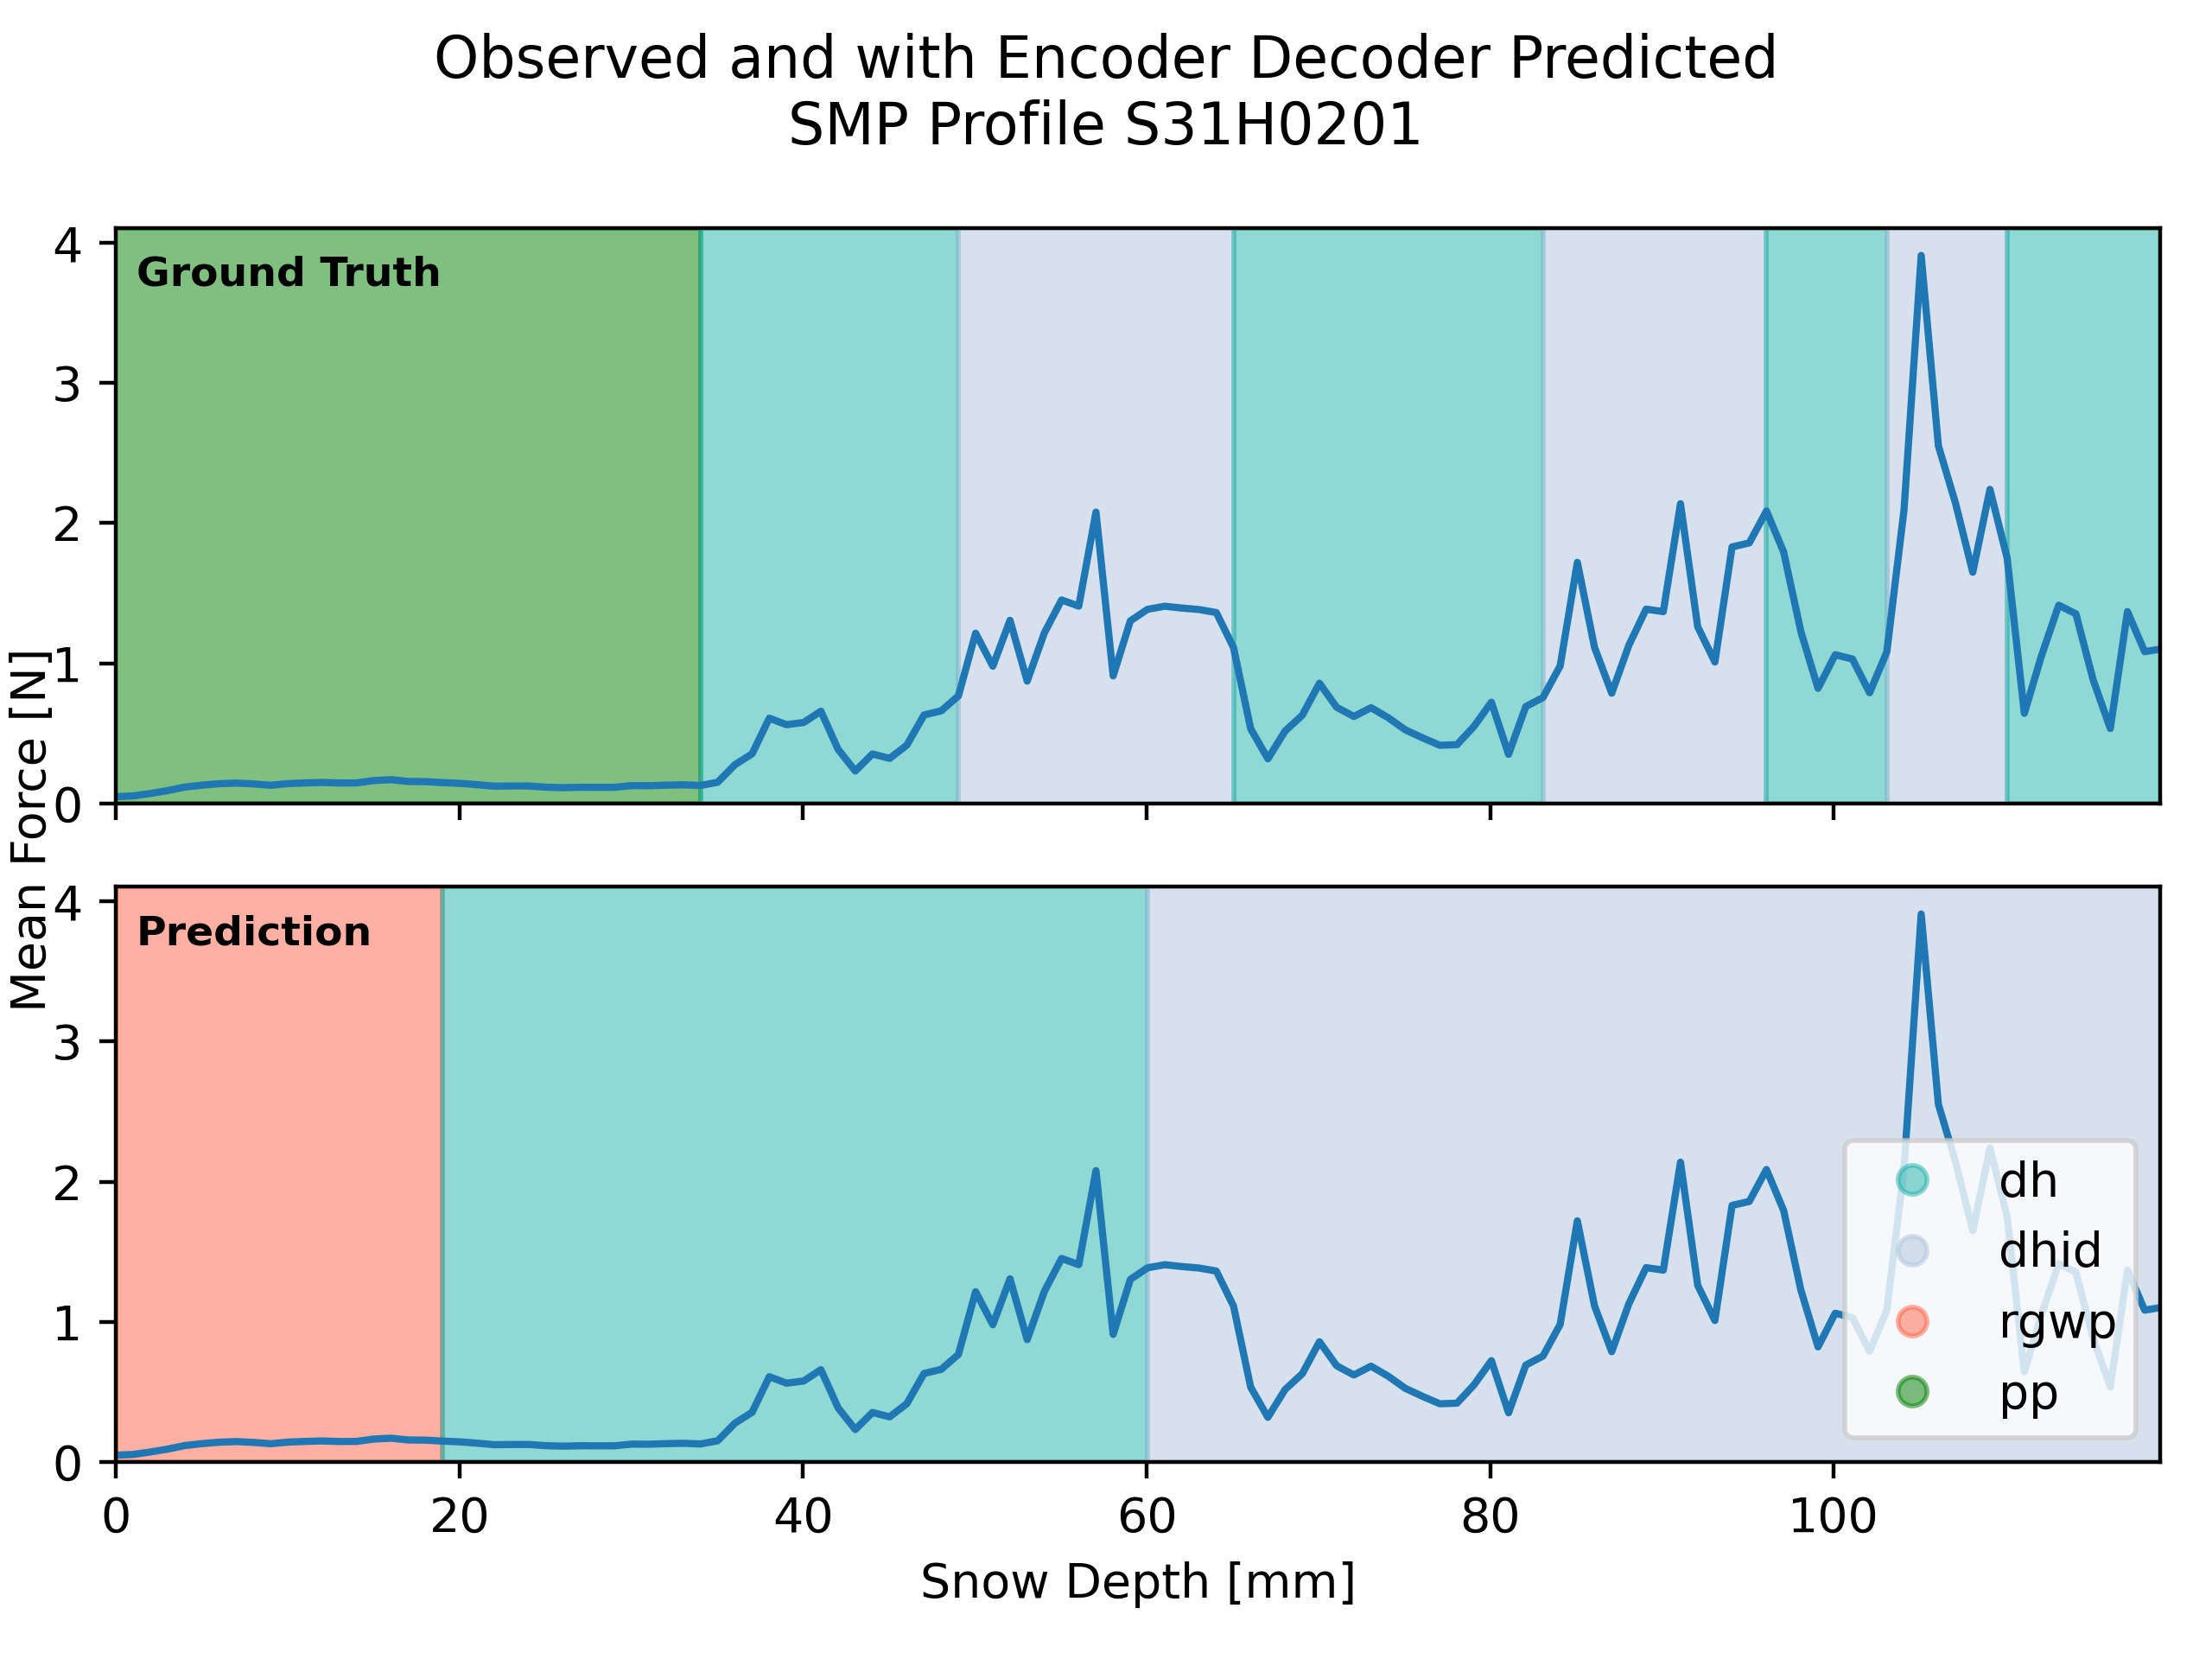 Observed and with Encoder Decoder Predicted
SMP Profile S31H0201
Mean Force [N]
4
3
2
1
0
Ground Truth
4
3
2
1
0
Prediction
dh
dhid
rgwp
pp
0 20 40 60 80 100
Snow Depth [mm]